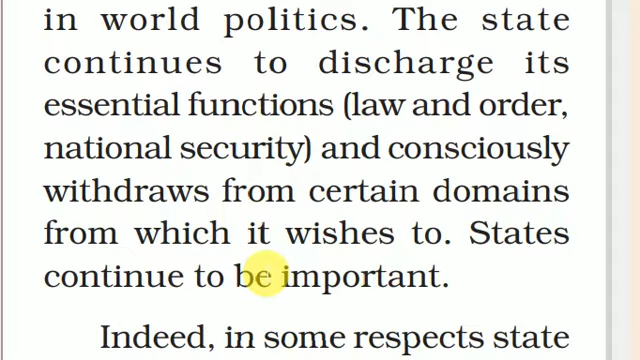 in world politics. The state
continues to discharge its
essential functions (law and order,
national security) and consciously
withdraws from certain domains
from which it wishes to. States
continue to be important.
Indeed, in some respects state